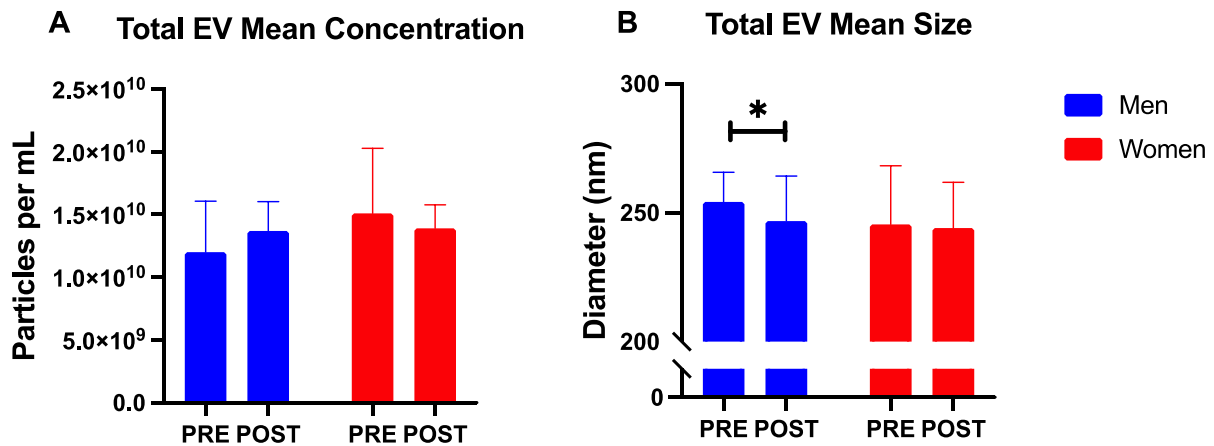 A Total EV Mean Concentration
Particles per mL
2.5×10¹⁰
2.0×10¹⁰
1.5×10¹⁰
1.0×10¹⁰
5.0×10⁹
0.0
PRE POST PRE POST
B Total EV Mean Size
Diameter (nm)
300
250
200
0
*
PRE POST PRE POST
Men
Women